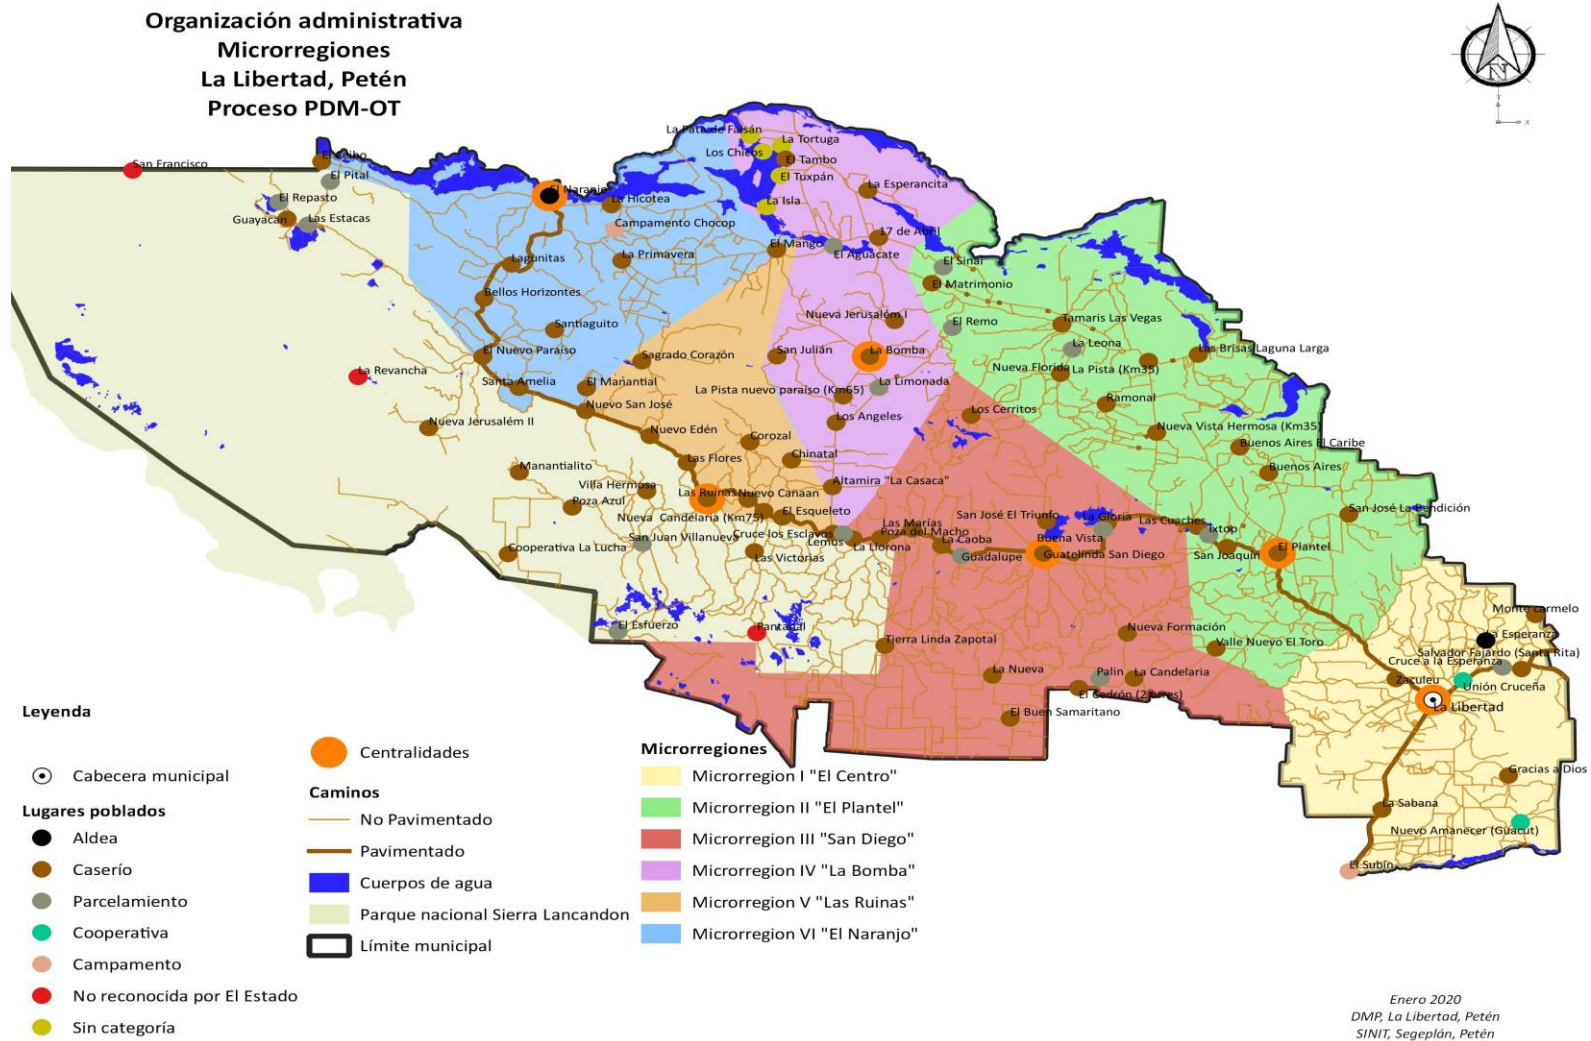 Organización administrativa
Microrregiones
La Libertad, Petén
Proceso PDM-OT
N
Y
X
San Francisco
El Ceibo
El Pital
El Repasto
Guayacan
Las Estacas
El Naranjo
La Hicotea
Campamento Chocop
La Primavera
Lagunitas
Bellos Horizontes
Santiaguito
El Nuevo Paraíso
Santa Amelia
El Manantial
Nuevo San José
La Revancha
Nueva Jerusalém II
La Pata de Faisán
La Tortuga
Los Chicos
El Tambo
El Tuxpán
La Isla
La Esperancita
17 de Abril
El Mango
El Aguacate
El Sinaí
El Matrimonio
Nueva Jerusalém I
El Remo
Tamaris Las Vegas
La Leona
Las Brisas Laguna Larga
Nueva Florida
La Pista (Km35)
Sagrado Corazón
San Julián
La Bomba
La Pista nuevo paraíso (Km65)
La Limonada
Los Angeles
Los Cerritos
Ramonal
Nueva Vista Hermosa (Km35)
Buenos Aires El Caribe
Buenos Aires
Nuevo Edén
Corozal
Chinatal
Las Flores
Altamira "La Casaca"
Manantialito
Villa Hermosa
Poza Azul
Las Ruinas
Nuevo Canaan
El Esqueleto
Nueva Candelaria (Km75)
San Juan Villanueva
Cruce los Esclavos
Lemus
Las Victorias
Cooperativa La Lucha
Las Marías
Poza del Macho
La Llorona
La Caoba
Guadalupe
San José El Triunfo
La Gloria
Buena Vista
Guatelinda San Diego
Las Cuaches
Ixtop
San Joaquín
El Plantel
San José La Bendición
El Esfuerzo
Pantanal
Tierra Linda Zapotal
Nueva Formación
Valle Nuevo El Toro
La Nueva
Palin
La Candelaria
El Cedrón (2 torres)
El Buen Samaritano
Monte carmelo
La Esperanza
Salvador Fajardo (Santa Rita)
Cruce a la Esperanza
Zaculeu
Unión Cruceña
La Libertad
Gracias a Dios
La Sabana
Nuevo Amanecer (Guacut)
El Subín
Leyenda
Cabecera municipal
Lugares poblados
Aldea
Caserío
Parcelamiento
Cooperativa
Campamento
No reconocida por El Estado
Sin categoría
Centralidades
Caminos
No Pavimentado
Pavimentado
Cuerpos de agua
Parque nacional Sierra Lancandon
Límite municipal
Microrregiones
Microrregion I "El Centro"
Microrregion II "El Plantel"
Microrregion III "San Diego"
Microrregion IV "La Bomba"
Microrregion V "Las Ruinas"
Microrregion VI "El Naranjo"
Enero 2020
DMP, La Libertad, Petén
SINIT, Segeplán, Petén